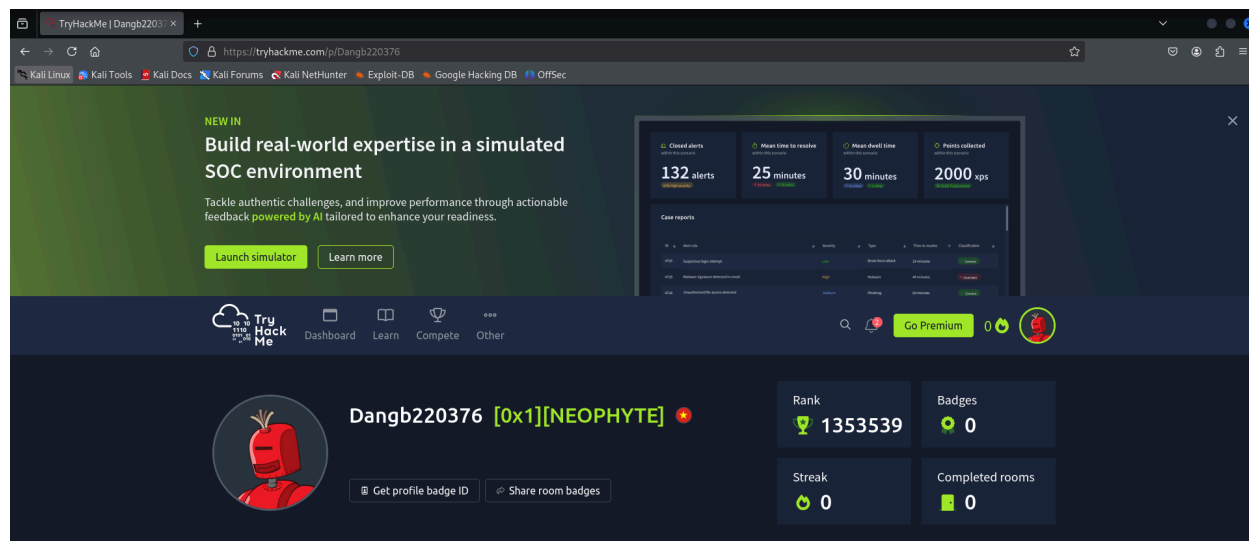 TryHackMe | Dangb22037
https://tryhackme.com/p/Dangb220376
Kali Linux Kali Tools Kali Docs Kali Forums Kali NetHunter Exploit-DB Google Hacking DB OffSec
NEW IN
Build real-world expertise in a simulated
SOC environment
Tackle authentic challenges, and improve performance through actionable
feedback powered by AI tailored to enhance your readiness.
Launch simulator Learn more
Closed alerts Mean time to resolve Mean dwell time Points collected
132 alerts 25 minutes 30 minutes 2000 xps
Case reports
Try
Hack
Me
Dashboard Learn Compete Other
2
Go Premium 0
Dangb220376 [0x1][NEOPHYTE]
Get profile badge ID Share room badges
Rank Badges
1353539 0
Streak Completed rooms
0 0